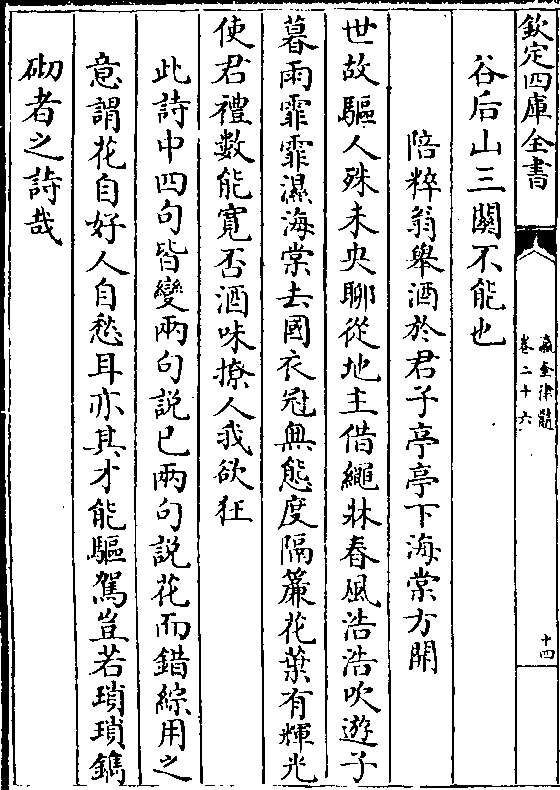 欽定四庫全書
瀛奎律髓
卷二十六
十四
谷后山三關不能也
陪粹翁舉酒於君子亭亭下海棠方開
世故驅人殊未央聊從地主借繩牀春風浩浩吹遊子
暮雨霏霏濕海棠去國衣冠無態度隔簾花葉有輝光
使君禮數能寬否酒味撩人我欲狂
此詩中四句皆變兩句說已兩句說花而錯綜用之
意謂花自好人自愁耳亦其才能驅駕豈若瑣瑣鐫
砌者之詩哉